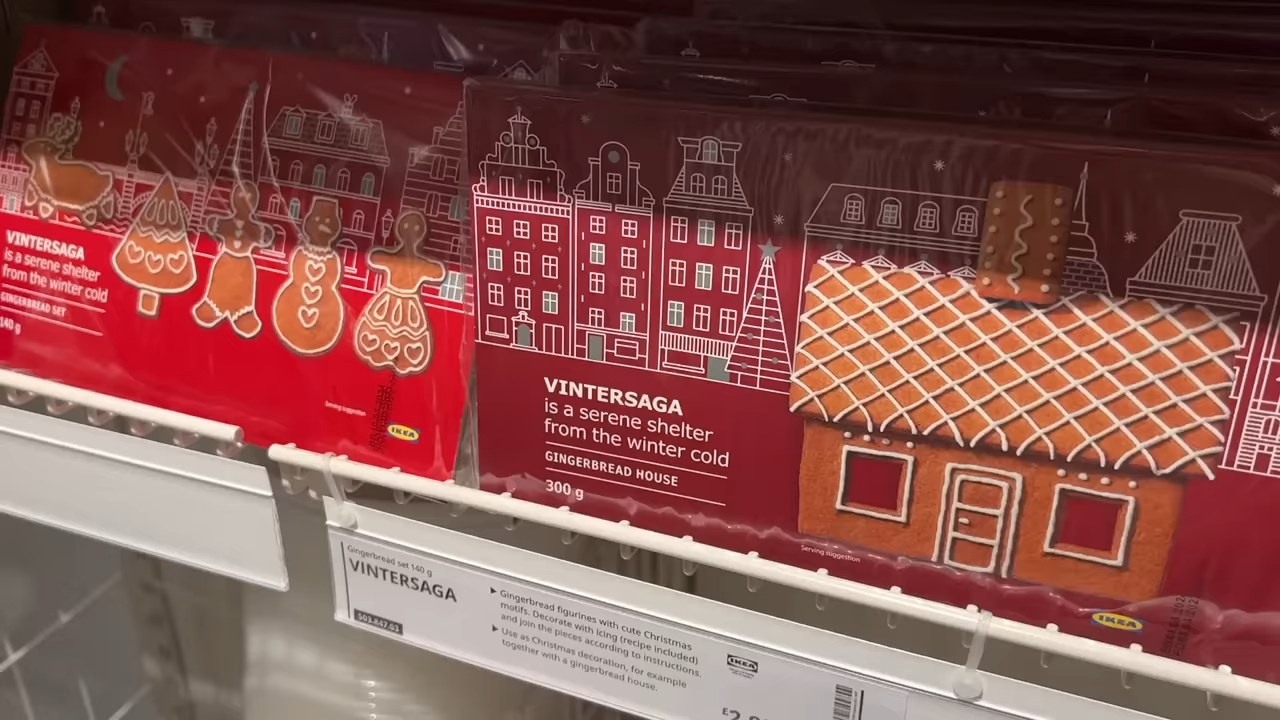 VINTERSAGA
is a serene shelter
from the winter cold
GINGERBREAD SET
140 g
Serving suggestion
IKEA
VINTERSAGA
is a serene shelter
from the winter cold
GINGERBREAD HOUSE
300 g
Serving suggestion
IKEA
Gingerbread set 140 g
VINTERSAGA
503.847.03
▶ Gingerbread figurines with cute Christmas
motifs. Decorate with icing (recipe included)
and join the pieces according to instructions.
▶ Use as Christmas decoration, for example
together with a gingerbread house.
IKEA